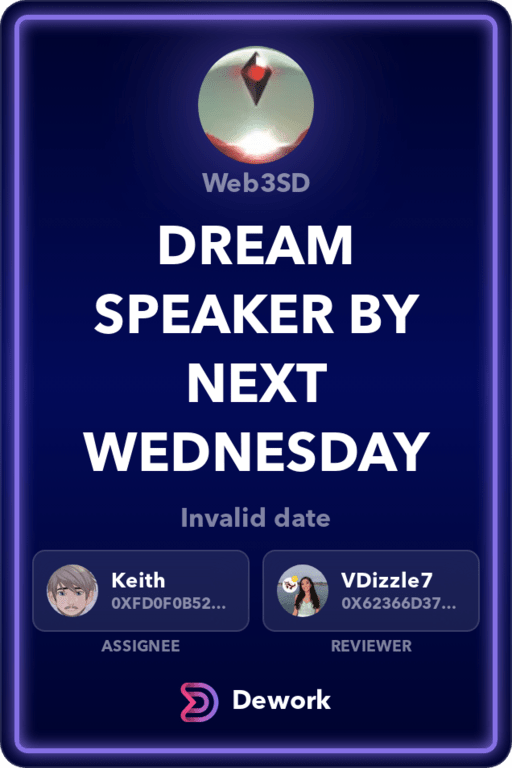 Web3SD
DREAM
SPEAKER BY
NEXT
WEDNESDAY
Invalid date
Keith
0XFD0F0B52...
ASSIGNEE
VDizzle7
0X62366D37...
REVIEWER
Dework